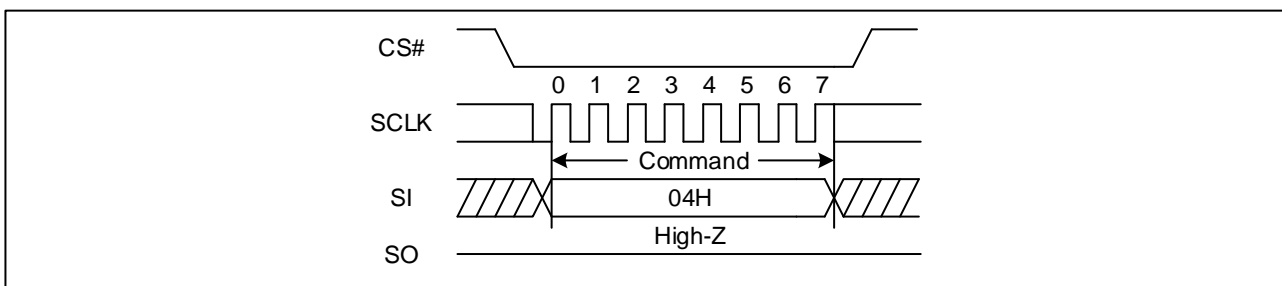 CS#
0 1 2 3 4 5 6 7
SCLK
Command
SI 04H
High-Z
SO